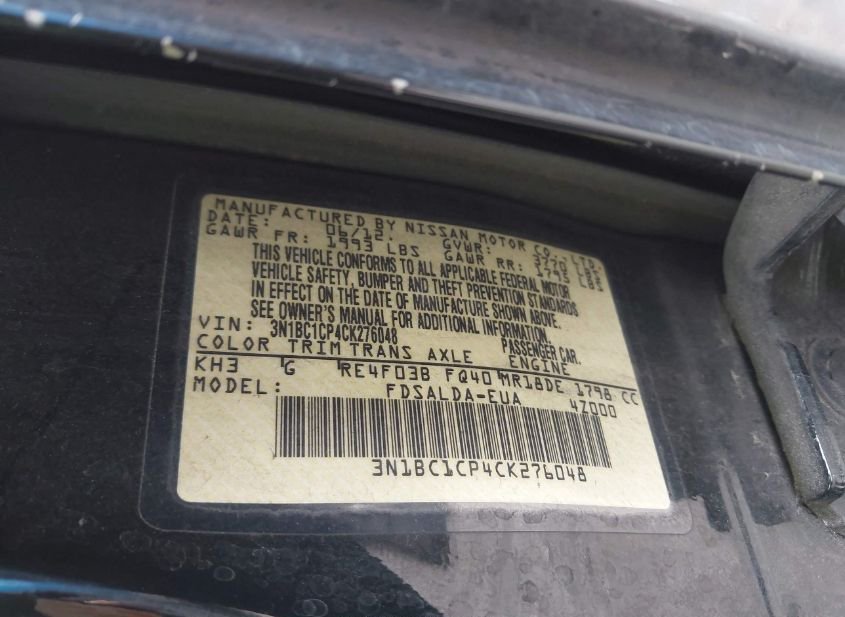 MANUFACTURED BY NISSAN MOTOR CO., LTD.
DATE: 06/12. GVWR: LBS
GAWR FR: 1993 LBS GAWR RR: LBS
THIS VEHICLE CONFORMS TO ALL APPLICABLE FEDERAL MOTOR
VEHICLE SAFETY, BUMPER AND THEFT PREVENTION STANDARDS
IN EFFECT ON THE DATE OF MANUFACTURE SHOWN ABOVE.
SEE OWNER'S MANUAL FOR ADDITIONAL INFORMATION.
VIN: 3N1BC1CP4CK276048 PASSENGER CAR.
COLOR TRIM TRANS AXLE ENGINE
KH3 G RE4F03B FQ40 MR18DE 1798 CC
MODEL: FDSALDA-EUA 4Z000
3N1BC1CP4CK276048